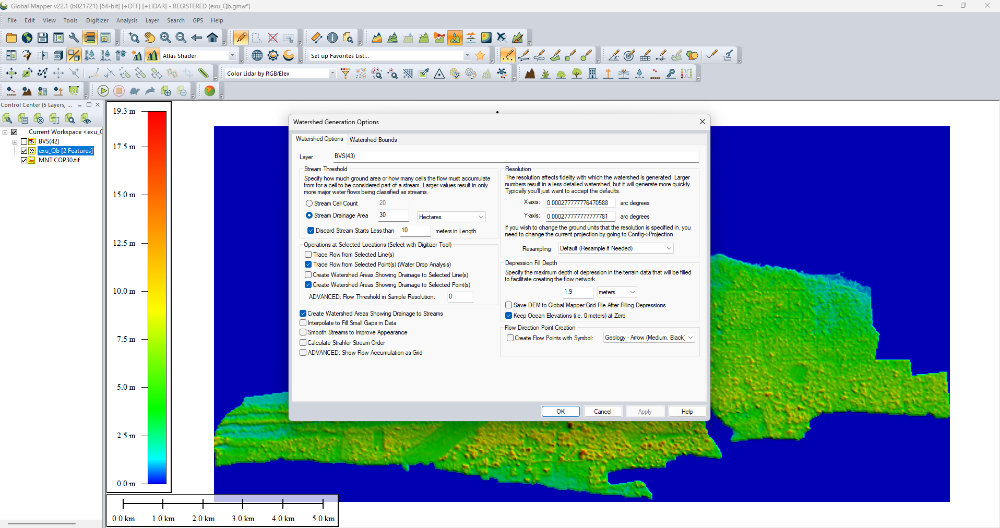 Global Mapper v22.1 (b021721) [64-bit] [+OTF] [+LIDAR] - REGISTERED (exu_Qb.gmw*)
File Edit View Tools Digitizer Analysis Layer Search GPS Help
Atlas Shader
Set up Favorites List...
Color Lidar by RGB/Elev
Control Center (5 Layers, ...
Current Workspace <exu_Q
BVS(42)
exu_Qb [2 Features]
MNT COP30.tif
19.3 m
17.5 m
15.0 m
12.5 m
10.0 m
7.5 m
5.0 m
2.5 m
0.0 m
0.0 km 1.0 km 2.0 km 3.0 km 4.0 km 5.0 km
Watershed Generation Options
Watershed Options Watershed Bounds
Layer BVS(43)
Stream Threshold
Specify how much ground area or how many cells the flow must accumulate
from for a cell to be considered part of a stream. Larger values result in only
more major water flows being classified as streams.
Stream Cell Count 20
Stream Drainage Area 30 Hectares
Discard Stream Starts Less than 10 meters in Length
Operations at Selected Locations (Select with Digitizer Tool)
Trace Flow from Selected Line(s)
Trace Flow from Selected Point(s) (Water Drop Analysis)
Create Watershed Areas Showing Drainage to Selected Line(s)
Create Watershed Areas Showing Drainage to Selected Point(s)
ADVANCED: Flow Threshold in Sample Resolution: 0
Create Watershed Areas Showing Drainage to Streams
Interpolate to Fill Small Gaps in Data
Smooth Streams to Improve Appearance
Calculate Strahler Stream Order
ADVANCED: Show Flow Accumulation as Grid
Resolution
The resolution affects fidelity with which the watershed is generated. Larger
numbers result in a less detailed watershed, but it will generate more quickly.
Typically you'll just want to accept the defaults.
X-axis: 0.000277777776470588 arc degrees
Y-axis: 0.000277777777777781 arc degrees
If you wish to change the ground units that the resolution is specified in, you
need to change the current projection by going to Config->Projection.
Resampling: Default (Resample if Needed)
Depression Fill Depth
Specify the maximum depth of depression in the terrain data that will be filled
to facilitate creating the flow network.
1.9 meters
Save DEM to Global Mapper Grid File After Filling Depressions
Keep Ocean Elevations (i.e. 0 meters) at Zero
Flow Direction Point Creation
Create Flow Points with Symbol: Geology - Arrow (Medium, Black)
OK Cancel Apply Help